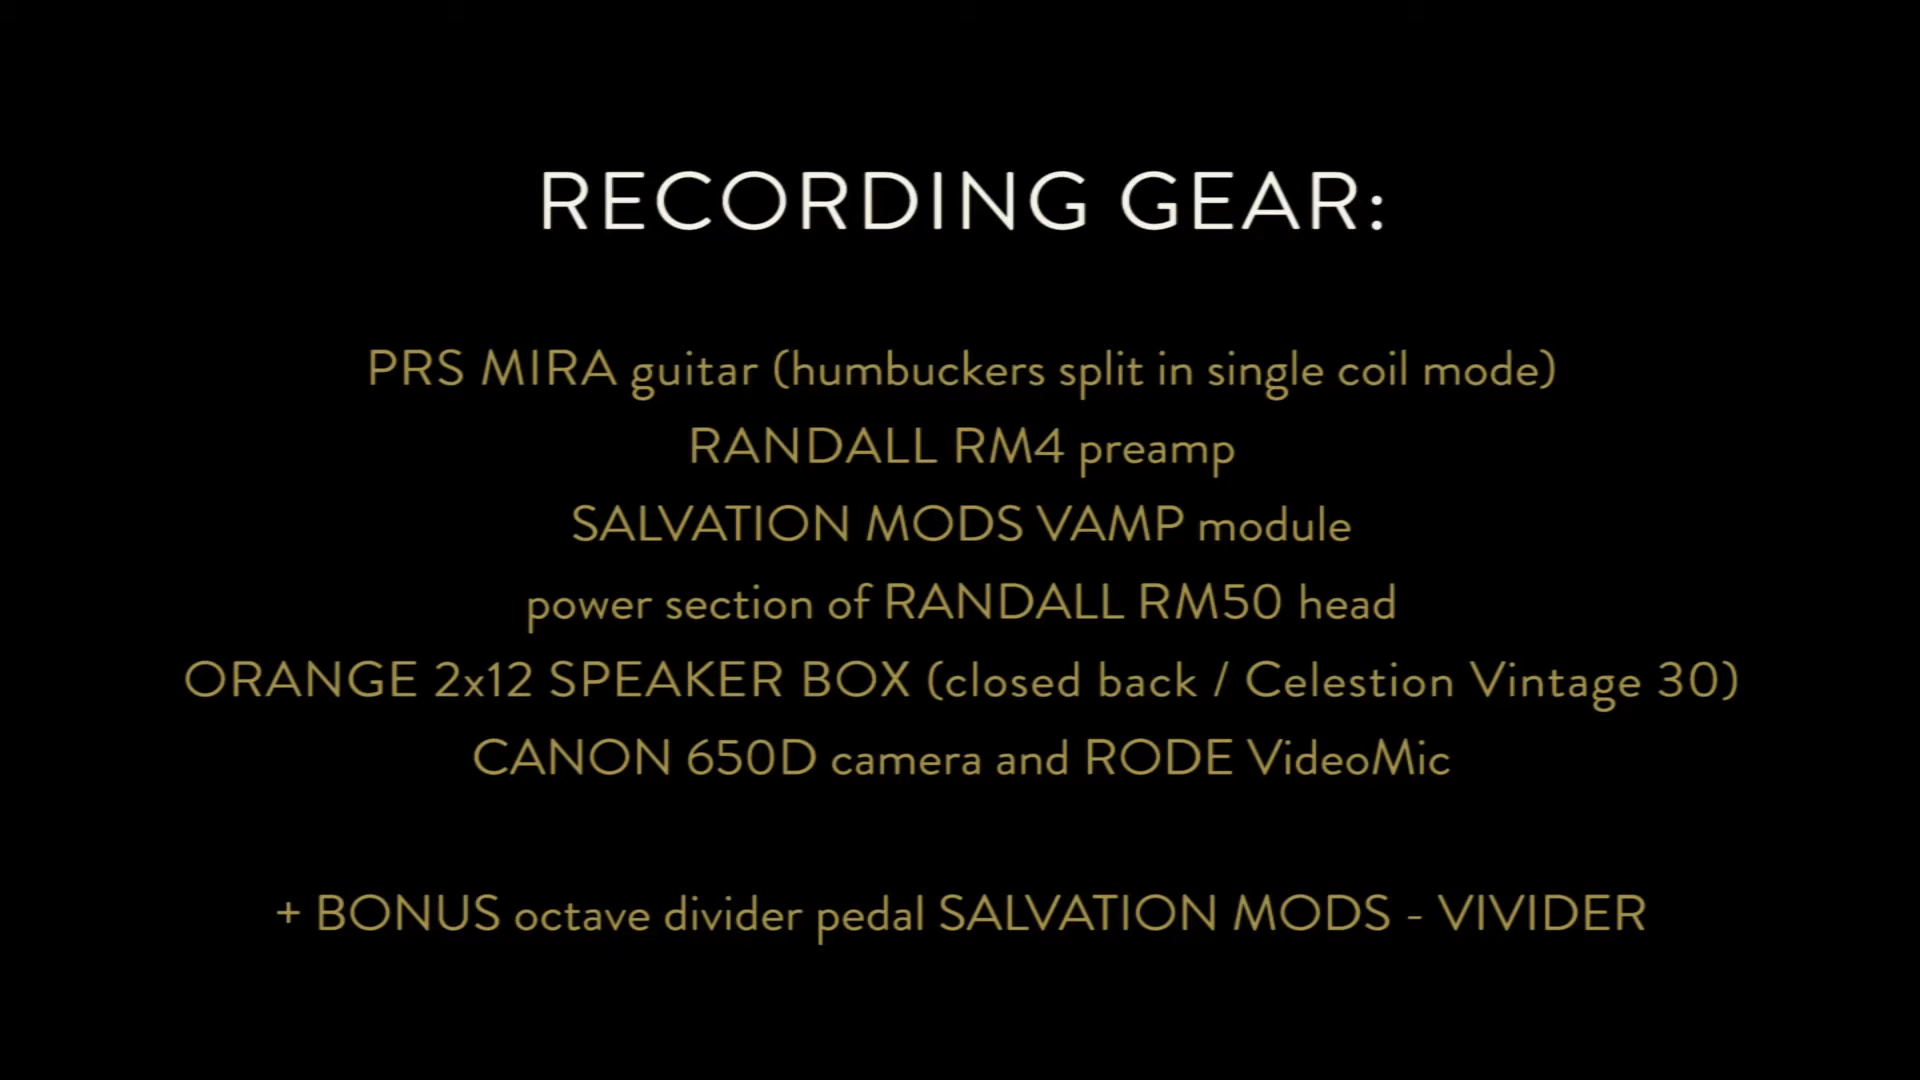 RECORDING GEAR:
PRS MIRA guitar (humbuckers split in single coil mode)
RANDALL RM4 preamp
SALVATION MODS VAMP module
power section of RANDALL RM50 head
ORANGE 2x12 SPEAKER BOX (closed back / Celestion Vintage 30)
CANON 650D camera and RODE VideoMic
+ BONUS octave divider pedal SALVATION MODS - VIVIDER